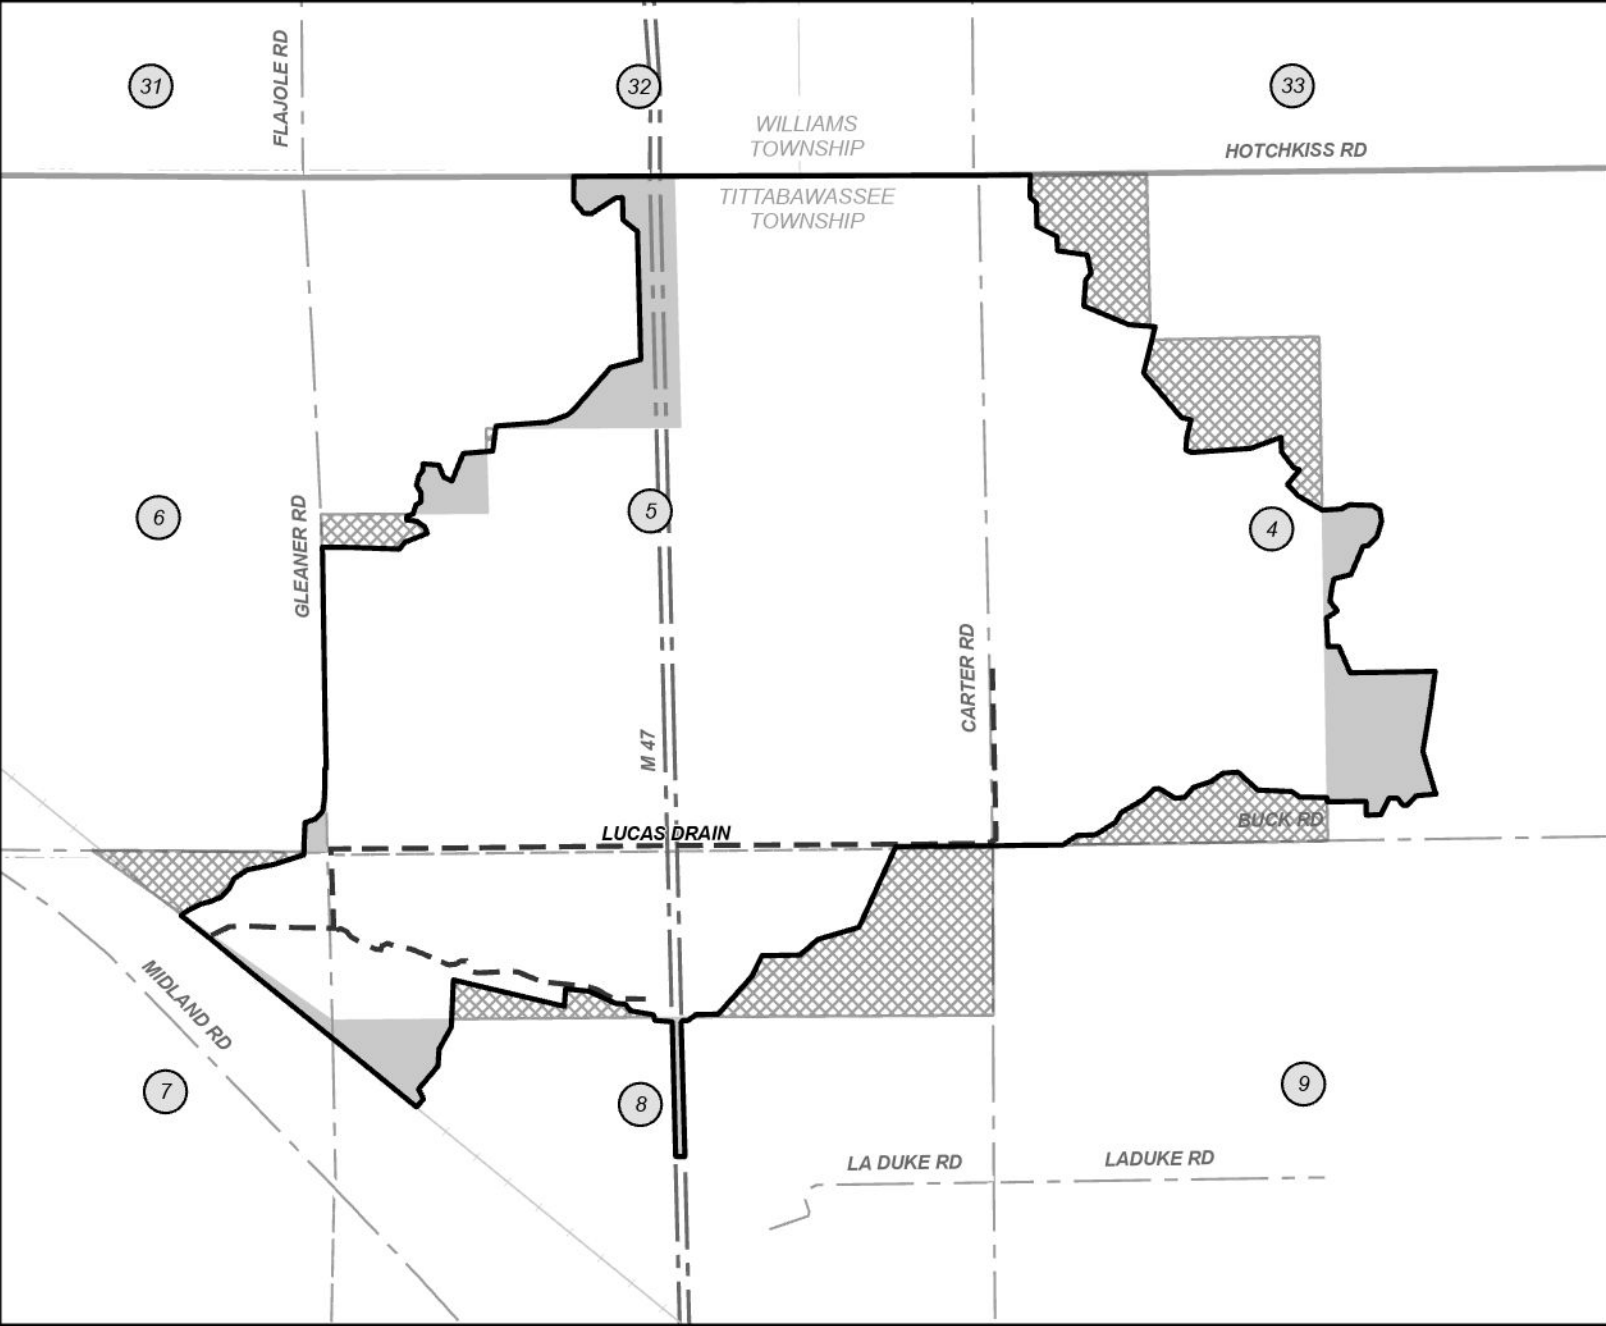 FLAJOLE RD
31
32
33
WILLIAMS
TOWNSHIP
HOTCHKISS RD
TITTABAWASSEE
TOWNSHIP
6
GLEANER RD
5
4
CARTER RD
M 47
LUCAS DRAIN
BUCK RD
MIDLAND RD
7
8
9
LA DUKE RD
LADUKE RD